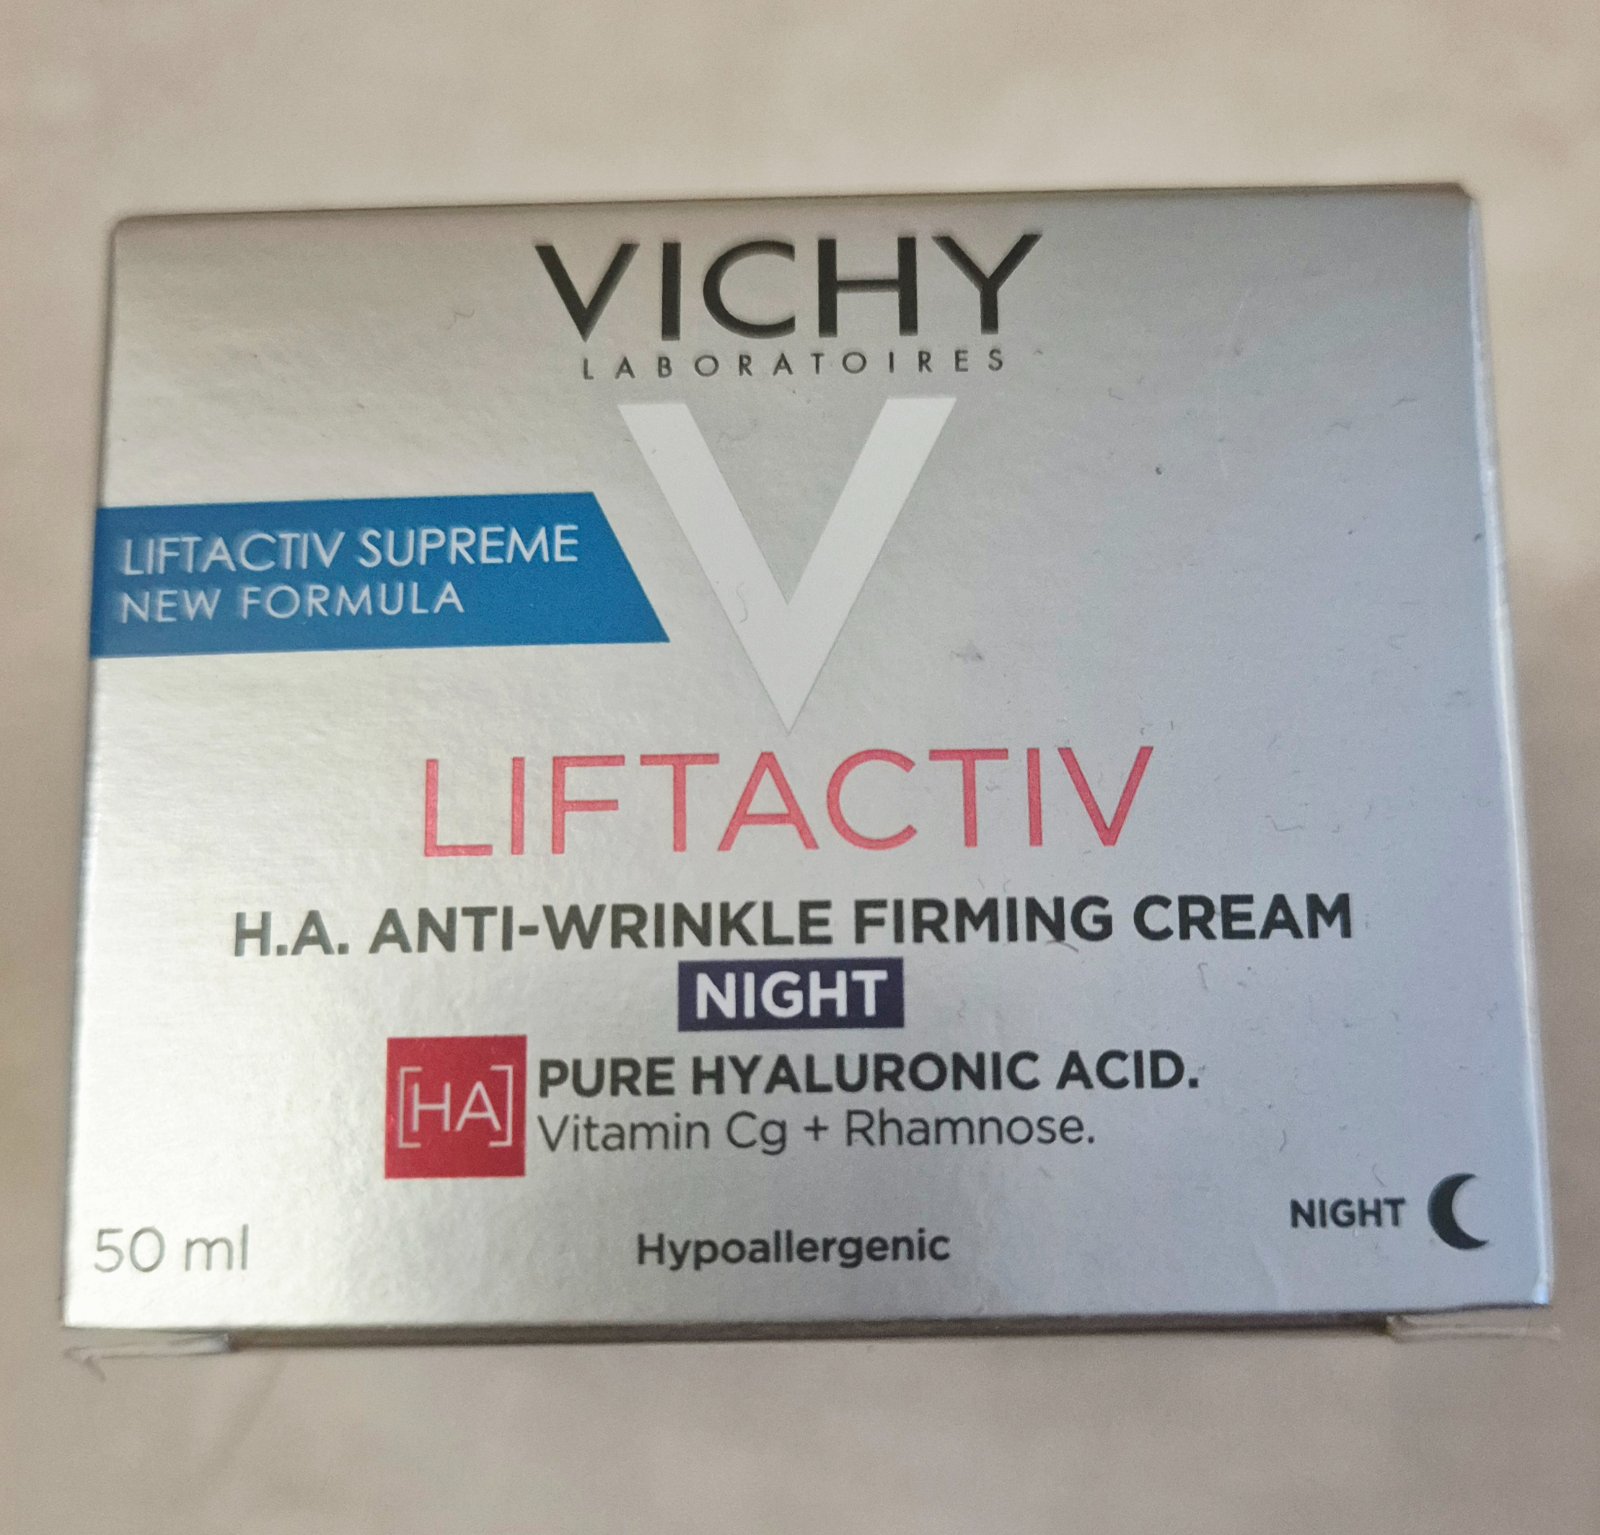 VICHY
LABORATOIRES
LIFTACTIV SUPREME
NEW FORMULA
LIFTACTIV
H.A. ANTI-WRINKLE FIRMING CREAM
NIGHT
[HA]
PURE HYALURONIC ACID.
Vitamin Cg + Rhamnose.
NIGHT
50 ml
Hypoallergenic